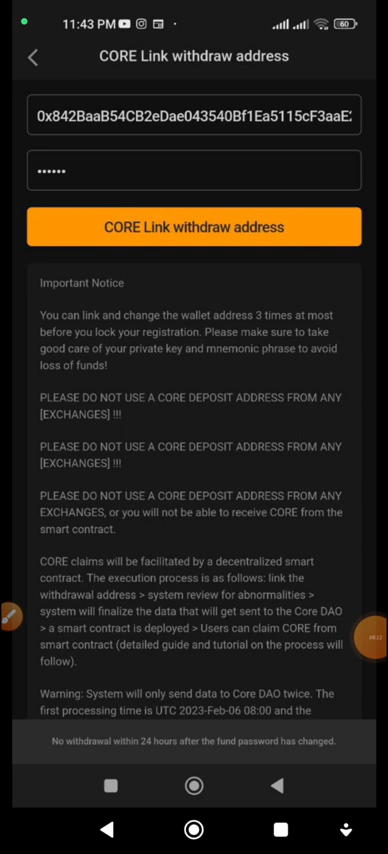 11:43 PM 60
CORE Link withdraw address
0x842BaaB54CB2eDae043540Bf1Ea5115cF3aaE
••••••
CORE Link withdraw address
Important Notice
You can link and change the wallet address 3 times at most
before you lock your registration. Please make sure to take
good care of your private key and mnemonic phrase to avoid
loss of funds!
PLEASE DO NOT USE A CORE DEPOSIT ADDRESS FROM ANY
[EXCHANGES] !!!
PLEASE DO NOT USE A CORE DEPOSIT ADDRESS FROM ANY
[EXCHANGES] !!!
PLEASE DO NOT USE A CORE DEPOSIT ADDRESS FROM ANY
EXCHANGES, or you will not be able to receive CORE from the
smart contract.
CORE claims will be facilitated by a decentralized smart
contract. The execution process is as follows: link the
withdrawal address > system review for abnormalities >
system will finalize the data that will get sent to the Core DAO
> a smart contract is deployed > Users can claim CORE from
smart contract (detailed guide and tutorial on the process will
follow).
Warning: System will only send data to Core DAO twice. The
first processing time is UTC 2023-Feb-06 08:00 and the
No withdrawal within 24 hours after the fund password has changed.